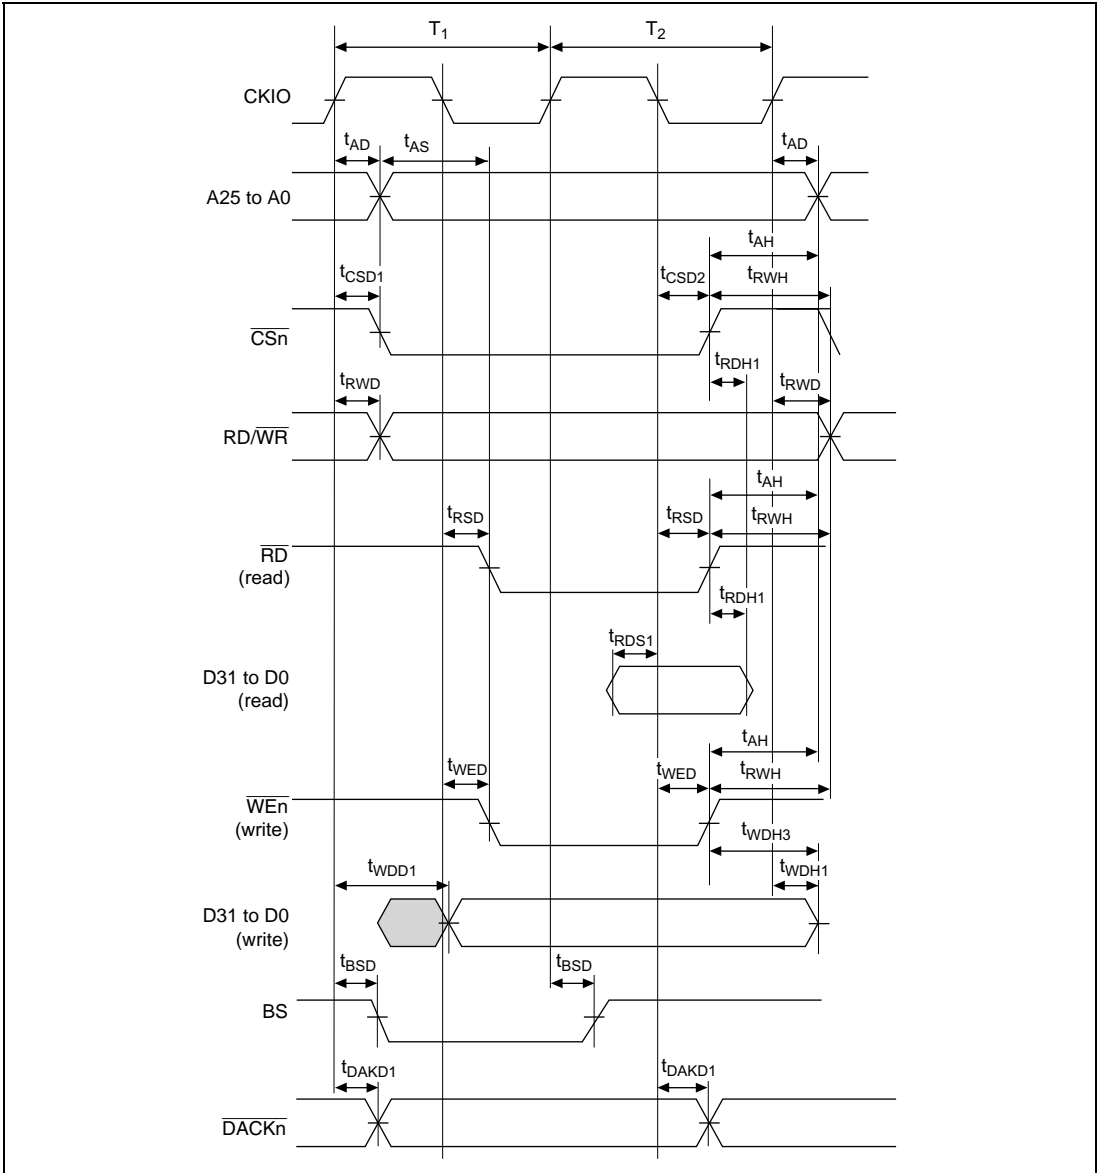 T1 T2
CKIO
tAD tAS tAD
A25 to A0
tAH
tCSD1 tCSD2 tRWH
CSn
tRDH1
tRWD tRWD
RD/WR
tAH
tRSD tRSD tRWH
RD
(read)
tRDH1
tRDS1
D31 to D0
(read)
tAH
tWED tWED tRWH
WEn
(write)
tWDH3
tWDD1 tWDH1
D31 to D0
(write)
tBSD tBSD
BS
tDAKD1 tDAKD1
DACKn